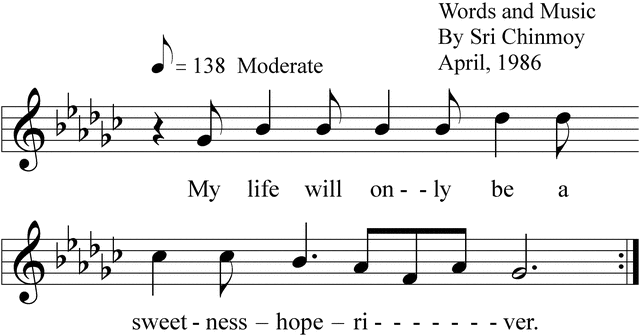 Words and Music
By Sri Chinmoy
April, 1986
= 138 Moderate
My life will on - - ly be a
sweet - ness – hope – ri - - - - - - - ver.